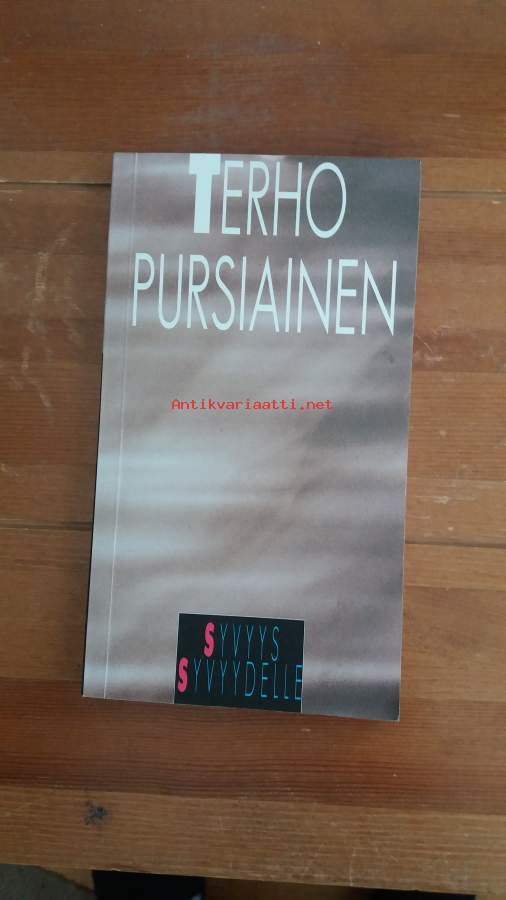 TERHO
PURSIAINEN
Antikvariaatti.net
SYVYYS
SYVYYDELLE